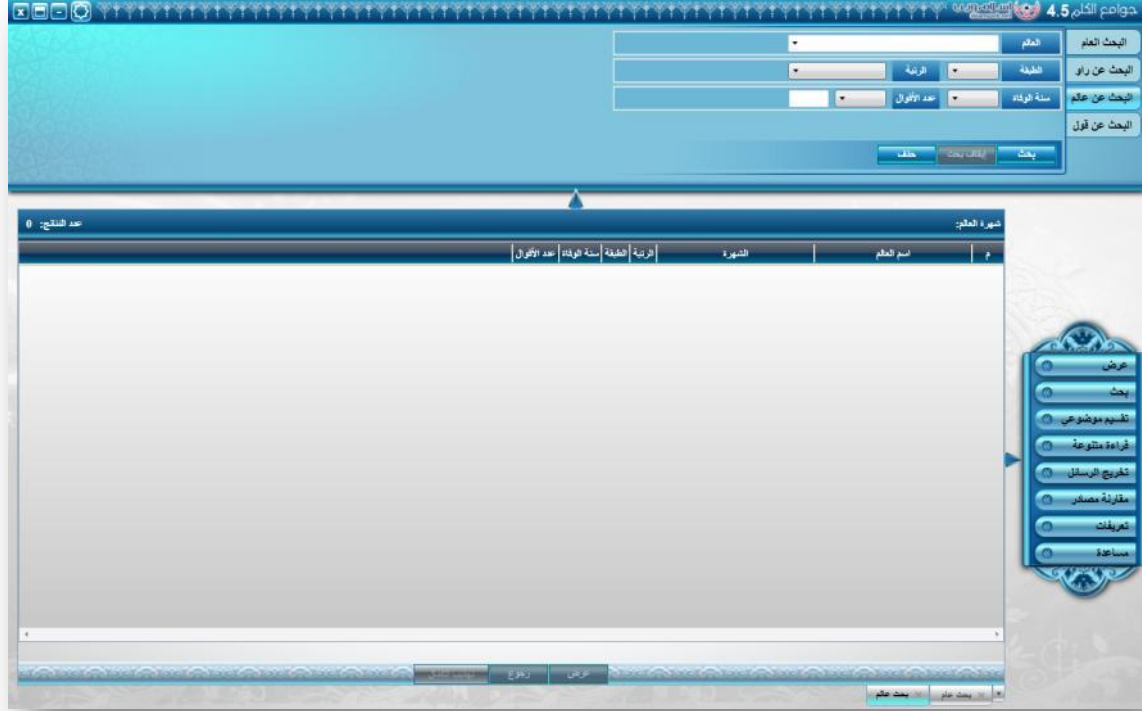 جوامع الكلم 4.5
البحث العام
البحث عن راو
البحث عن عالم
البحث عن قول
العالم
الطبقة
الرتبة
سنة الوفاة
عدد الأقوال
بحث
إيقاف بحث
حذف
شهرة العالم:
عدد النتائج: 0
م
اسم العالم
الشهرة
الرتبة
الطبقة
سنة الوفاة
عدد الأقوال
عرض
بحث
تقسيم موضوعي
قراءة متنوعة
تخريج الرسائل
مقارنة مصادر
تعريفات
مساعدة
عرض
رجوع
بحث عام
بحث عالم